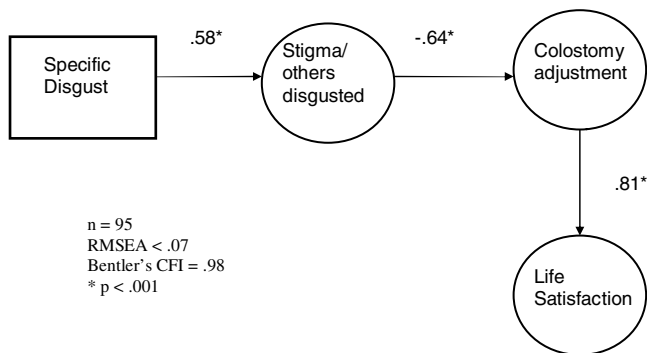 .58*
-.64*
Specific
Disgust
Stigma/
others
disgusted
Colostomy
adjustment
.81*
n = 95
RMSEA < .07
Bentler's CFI = .98
* p < .001
Life
Satisfaction